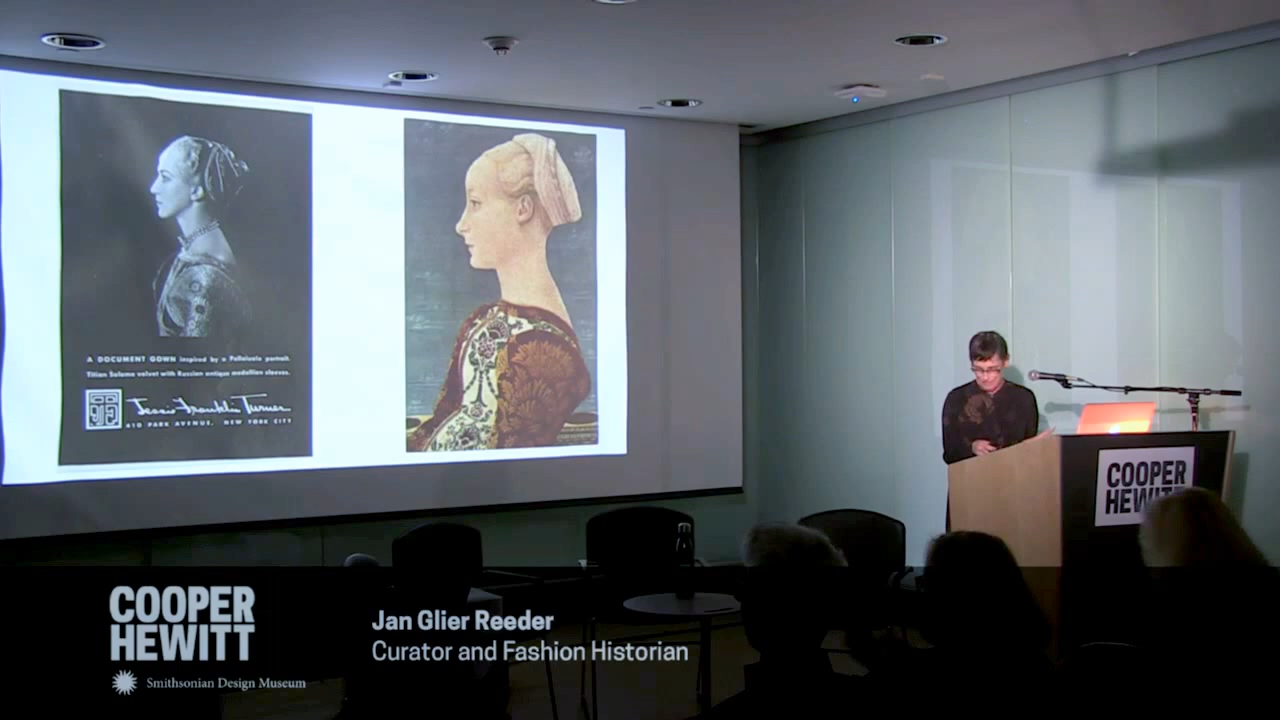 A DOCUMENT GOWN inspired by a Pollaiuolo portrait.
Titian Salome velvet with Russian antique medallion sleeves.
Jessie Franklin Turner
410 PARK AVENUE, NEW YORK CITY
COOPER
HEWITT
COOPER
HEWITT
Smithsonian Design Museum
Jan Glier Reeder
Curator and Fashion Historian